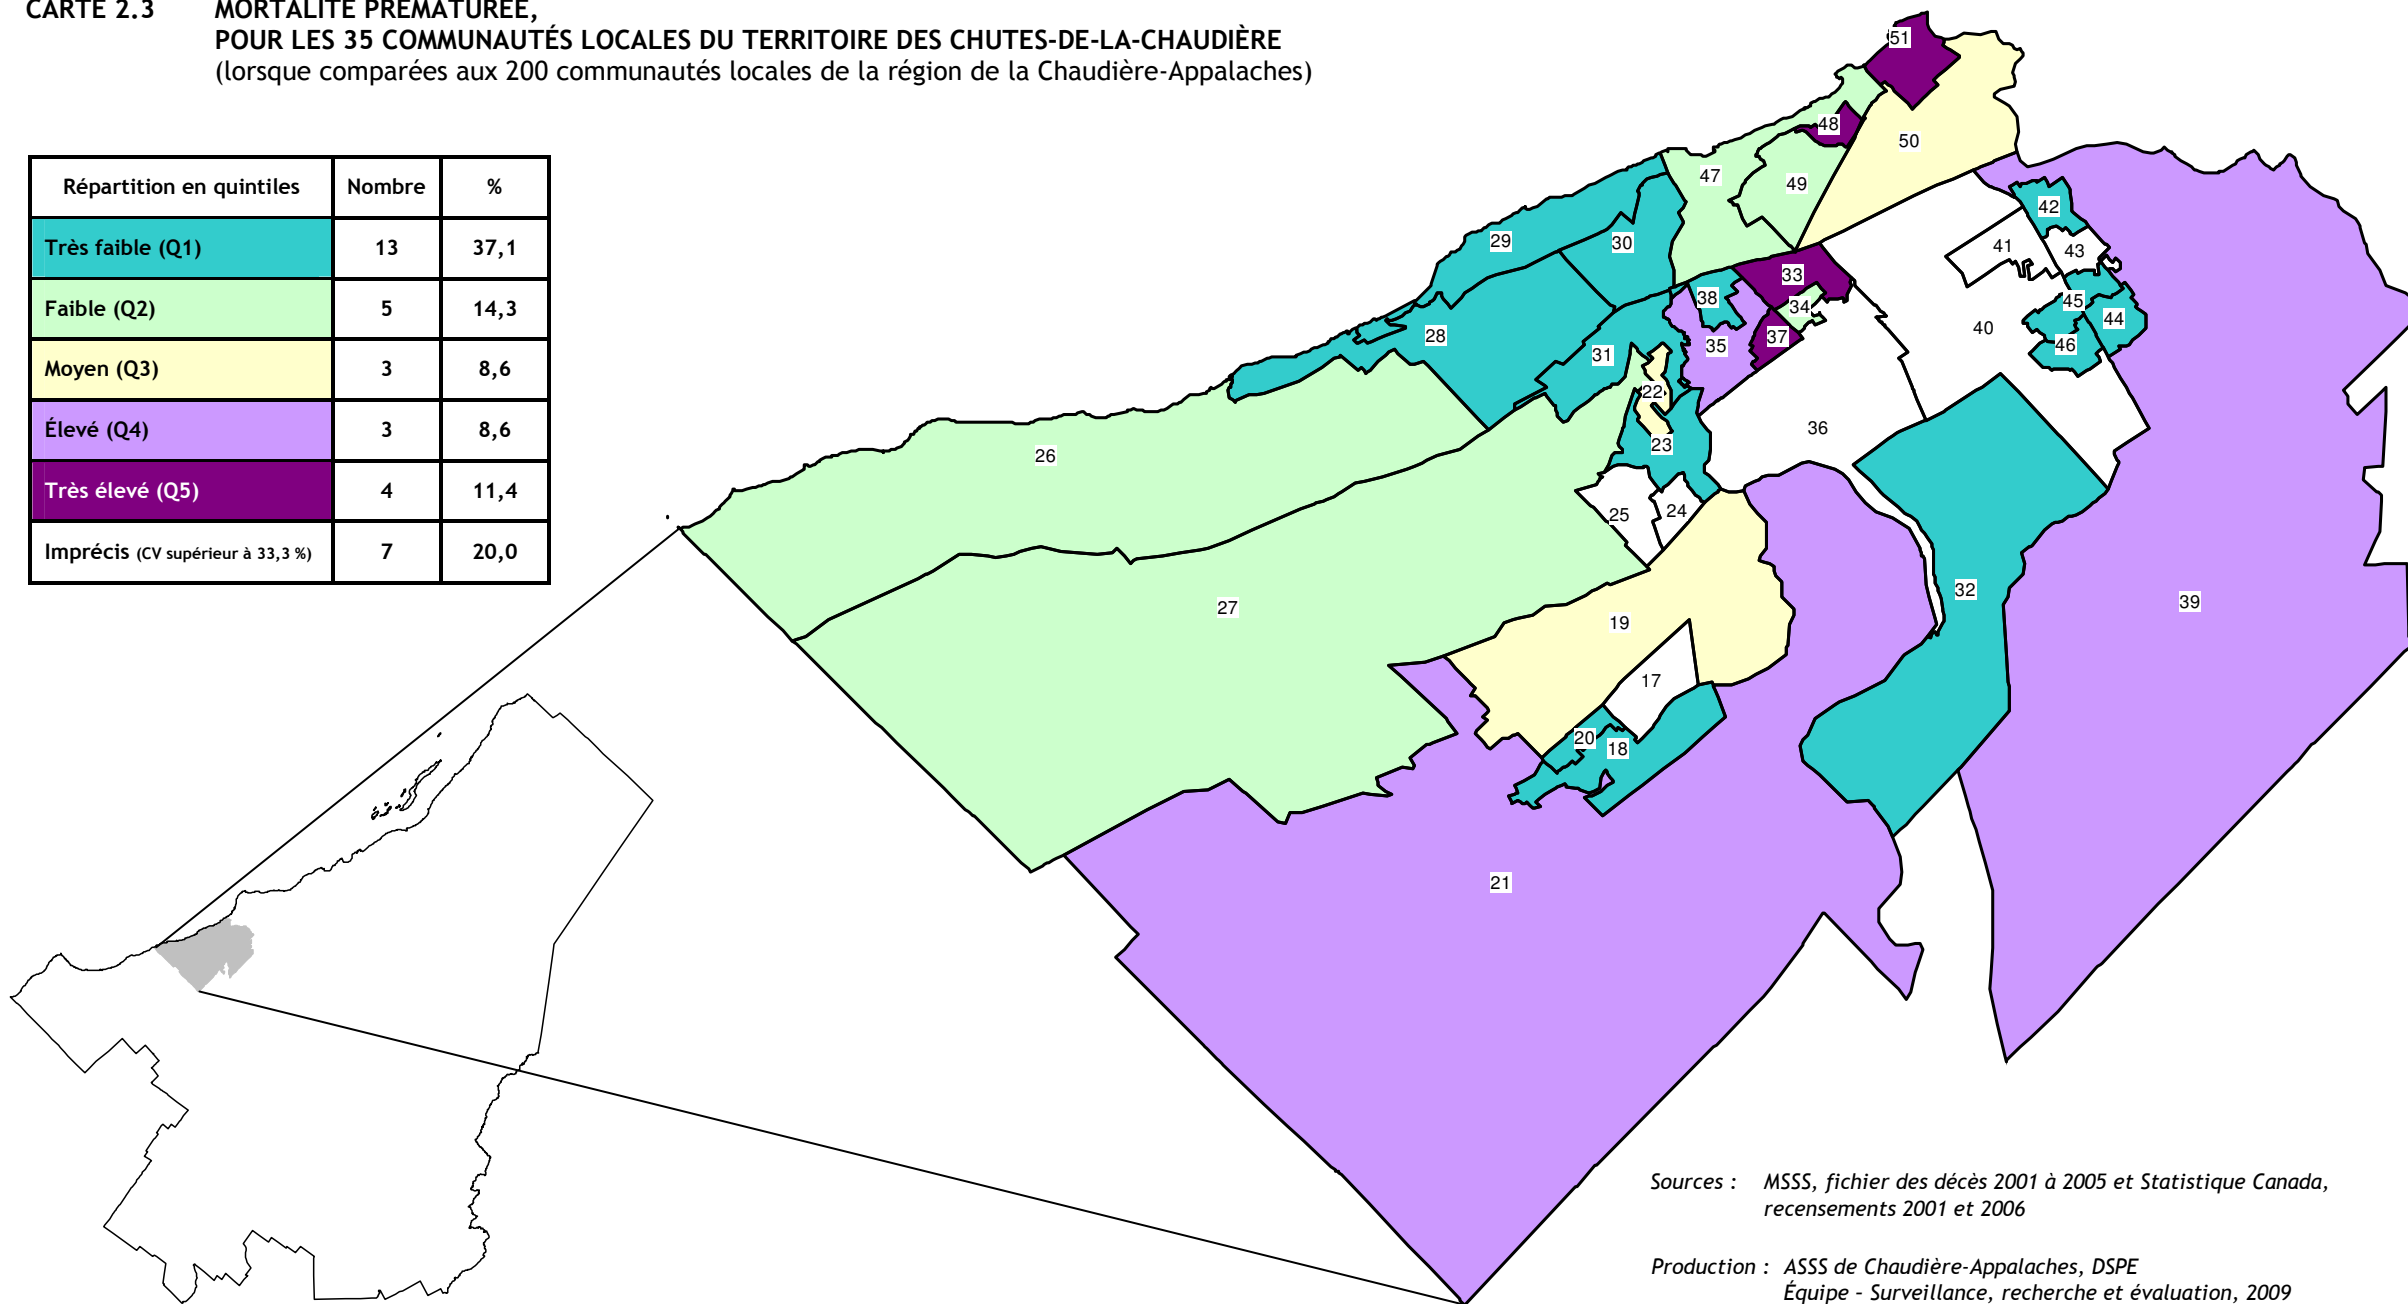 CARTE 2.3 MORTALITÉ PRÉMATURÉE,
POUR LES 35 COMMUNAUTÉS LOCALES DU TERRITOIRE DES CHUTES-DE-LA-CHAUDIÈRE
(lorsque comparées aux 200 communautés locales de la région de la Chaudière-Appalaches)
Répartition en quintiles Nombre %
Très faible (Q1) 13 37,1
Faible (Q2) 5 14,3
Moyen (Q3) 3 8,6
Élevé (Q4) 3 8,6
Très élevé (Q5) 4 11,4
Imprécis (CV supérieur à 33,3 %) 7 20,0
51
48
50
47
49
42
29
30
41
43
33
38
34
45
44
40
28
37
35
46
31
22
36
23
26
25
24
32
39
27
19
17
20
18
21
Sources : MSSS, fichier des décès 2001 à 2005 et Statistique Canada,
recensements 2001 et 2006
Production : ASSS de Chaudière-Appalaches, DSPE
Équipe - Surveillance, recherche et évaluation, 2009